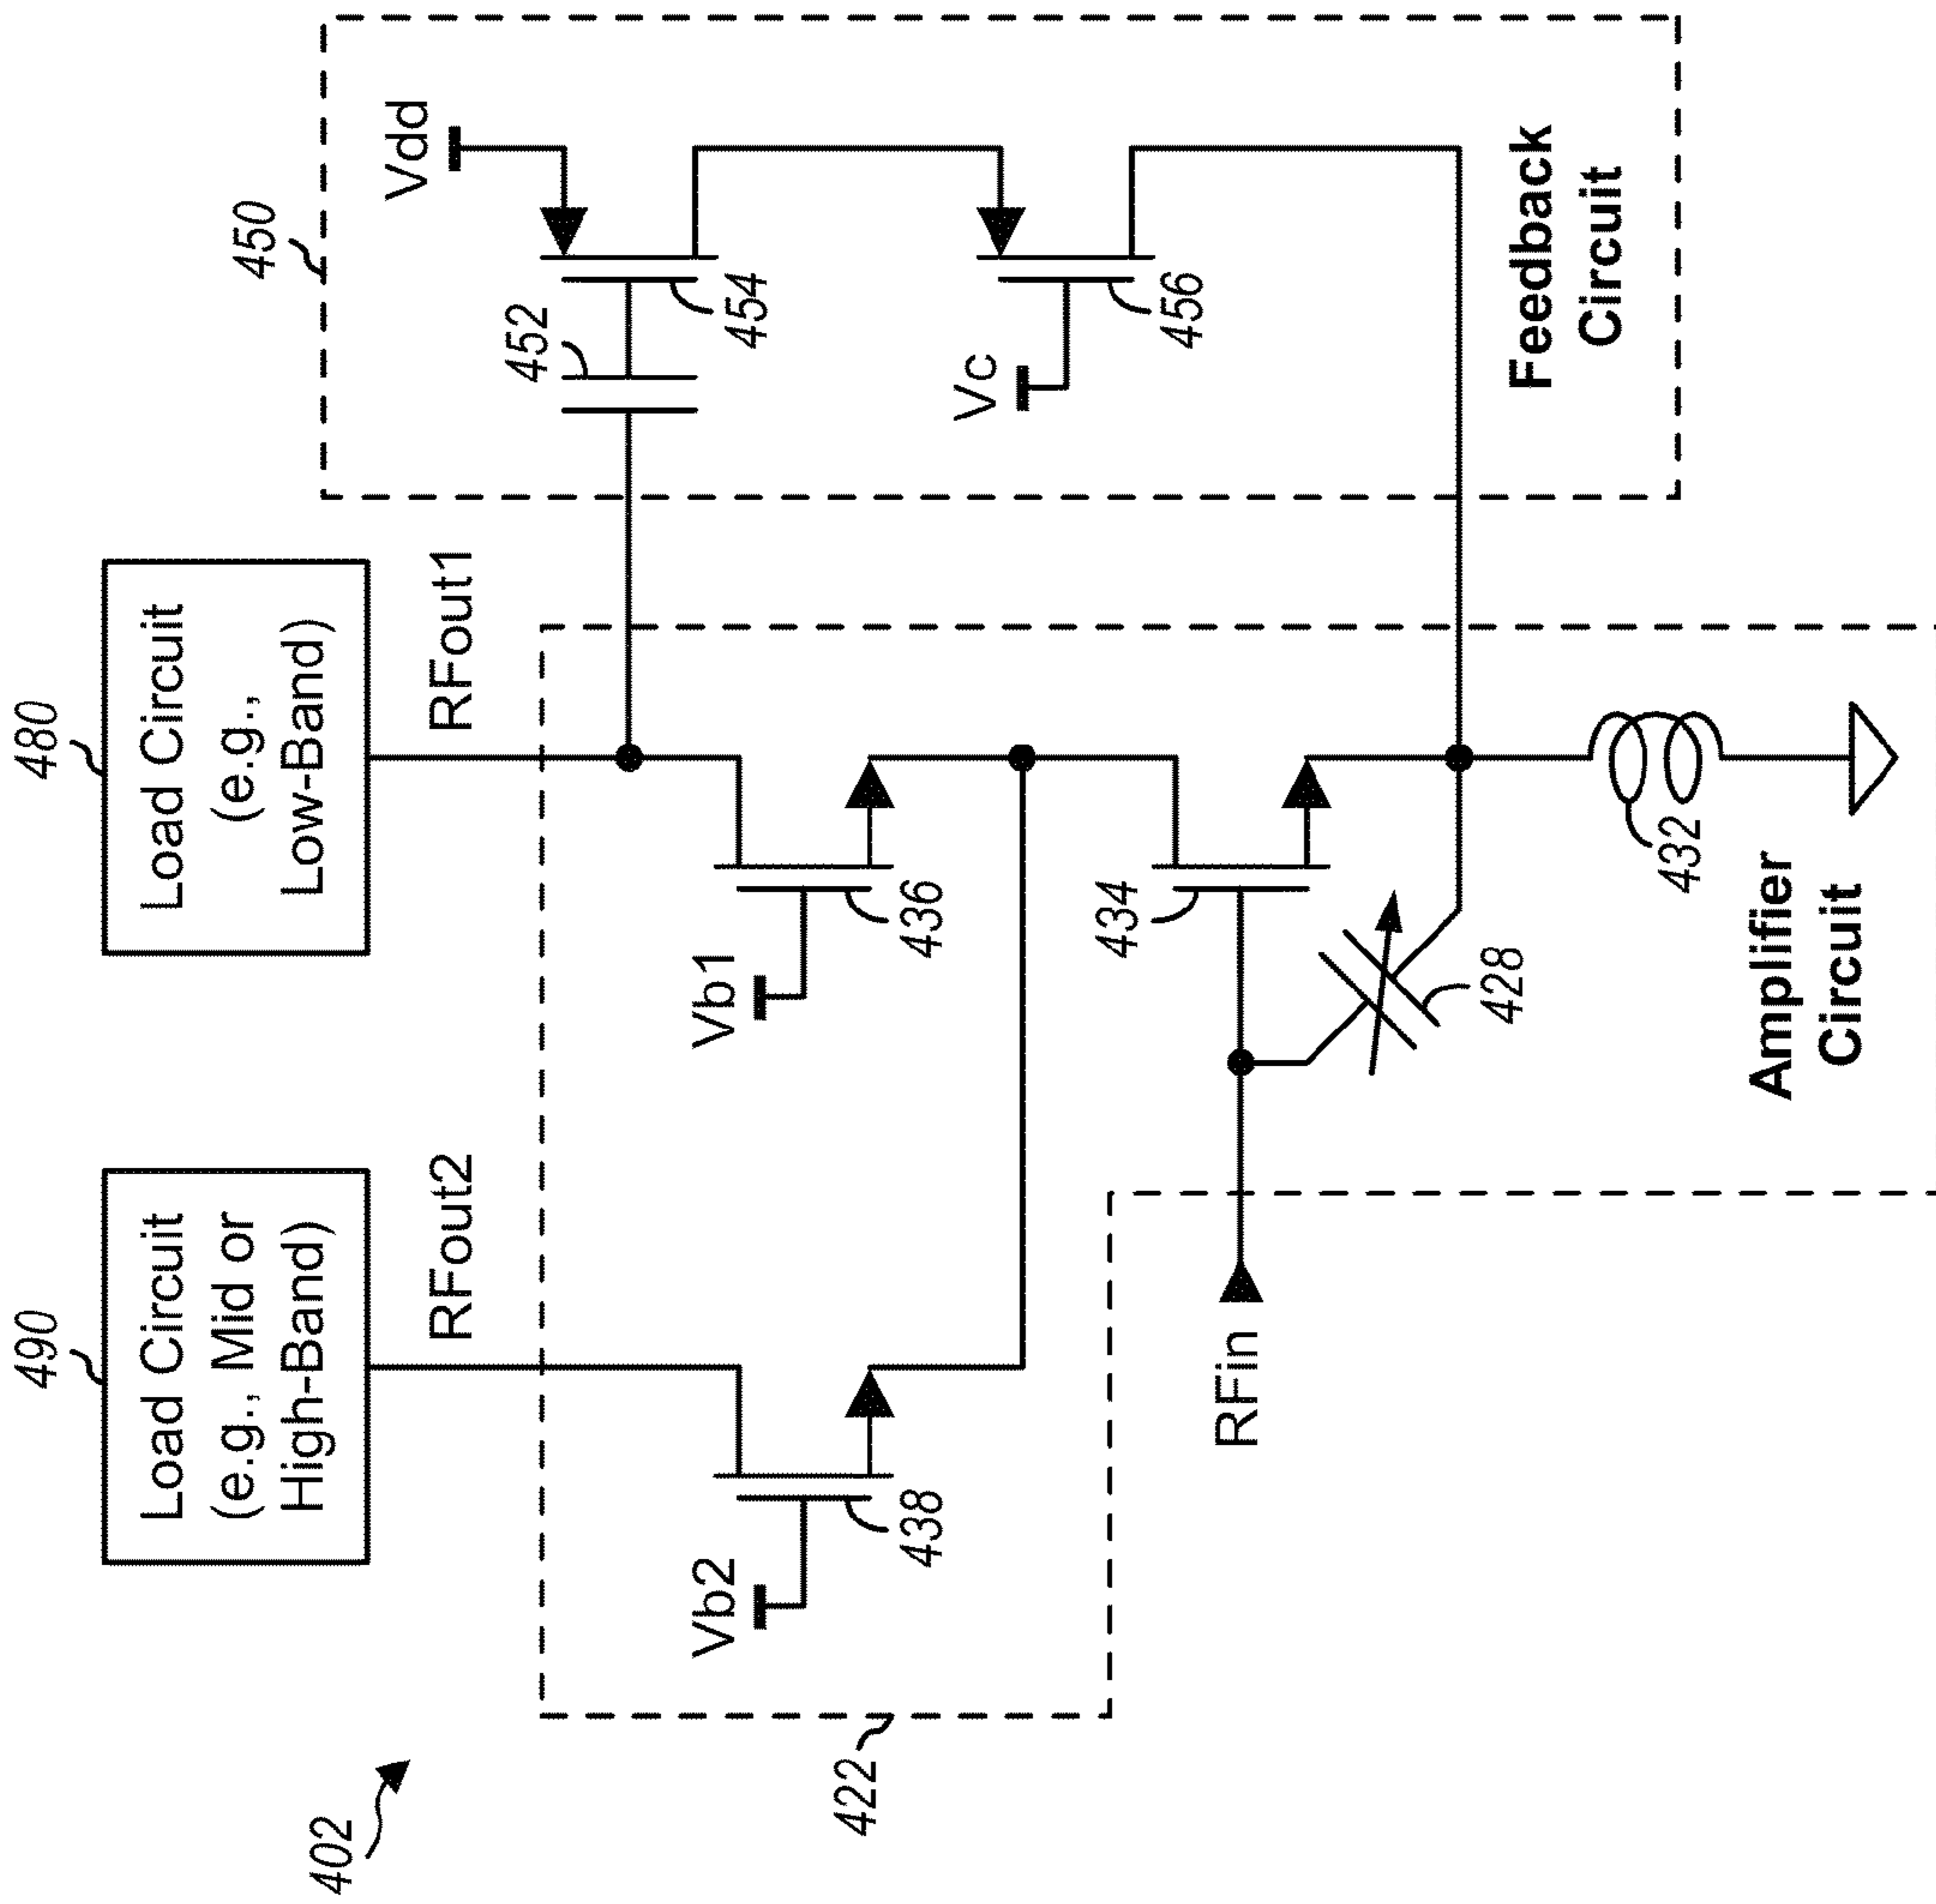 402
490
Load Circuit
(e.g., Mid or
High-Band)
480
Load Circuit
(e.g.,
Low-Band)
RFout2
RFout1
450
Vdd
452
454
Vc
456
Feedback
Circuit
422
Vb2
438
Vb1
436
434
RFin
428
432
Amplifier
Circuit